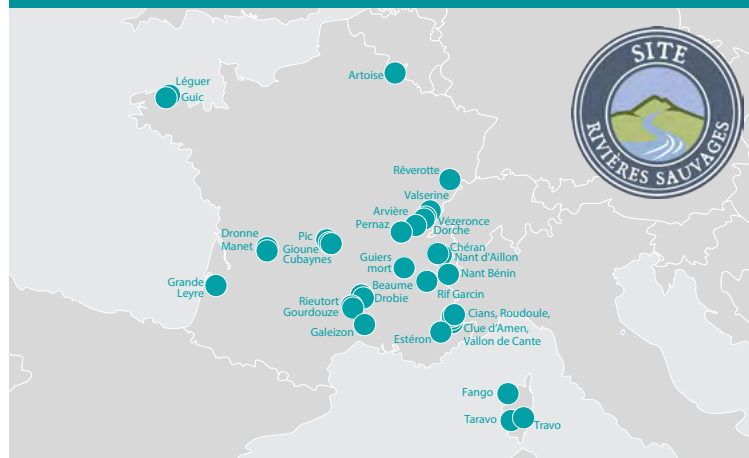 SITE
RIVIÈRES SAUVAGES
Artoise
Léguer
Guic
Rêverotte
Valserine
Arvière
Vézeronce
Pernaz
Dorche
Dronne
Manet
Pic
Gioune
Cubaynes
Chéran
Nant d'Aillon
Guiers
mort
Nant Bénin
Grande
Leyre
Beaume
Drobie
Rif Garcin
Rieutort
Gourdouze
Cians, Roudoule,
Clue d'Amen,
Vallon de Cante
Galeizon
Estéron
Fango
Taravo
Travo